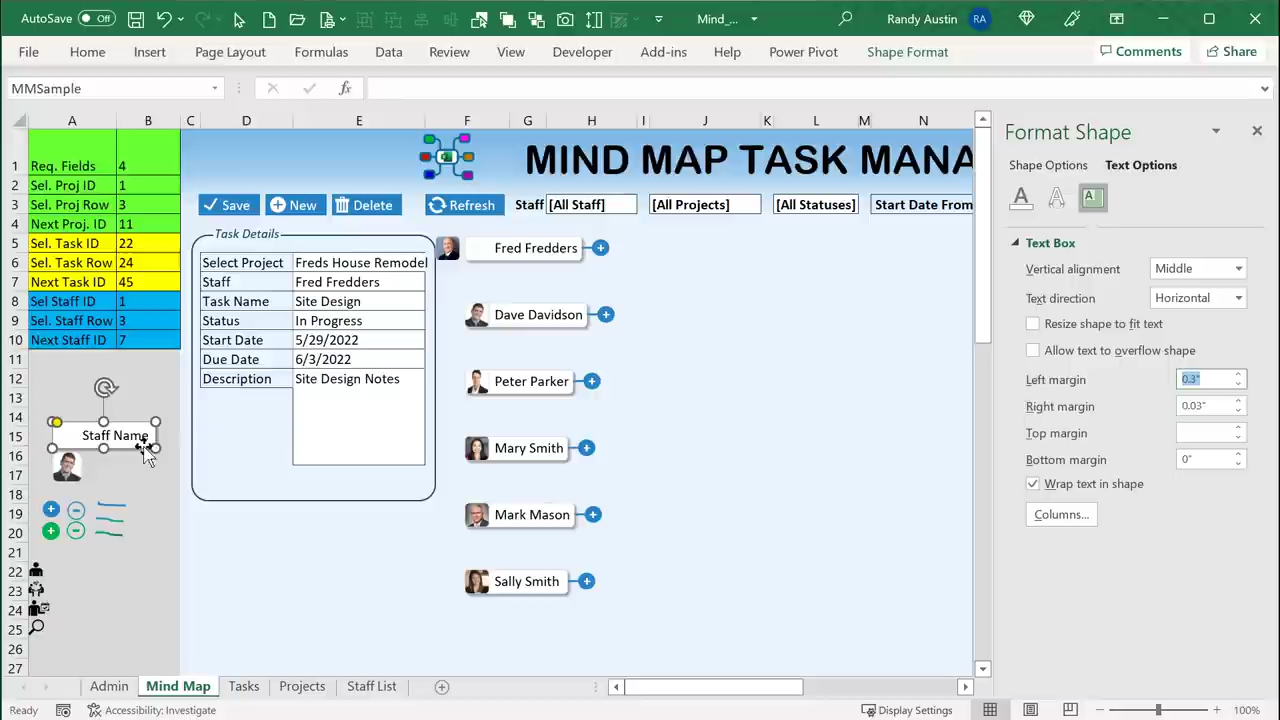 AutoSave Off Mind_... Randy Austin RA
File Home Insert Page Layout Formulas Data Review View Developer Add-ins Help Power Pivot Shape Format Comments Share
MMSample fx
Format Shape
A B C D E F G H I J K L M N
Shape Options Text Options
1 Req. Fields 4 MIND MAP TASK MANA
2 Sel. Proj ID 1
3 Sel. Proj Row 3 Save New Delete Refresh Staff [All Staff] [All Projects] [All Statuses] Start Date From
4 Next Proj. ID 11
5 Sel. Task ID 22
6 Sel. Task Row 24
7 Next Task ID 45
8 Sel Staff ID 1
9 Sel. Staff Row 3
10 Next Staff ID 7
11
12
13
14
15 Staff Name
16
17
18
19
20
21
22
23
24
25
26
27
Task Details
Select Project Freds House Remodel
Staff Fred Fredders
Task Name Site Design
Status In Progress
Start Date 5/29/2022
Due Date 6/3/2022
Description Site Design Notes
Fred Fredders
Dave Davidson
Peter Parker
Mary Smith
Mark Mason
Sally Smith
Text Box
Vertical alignment Middle
Text direction Horizontal
Resize shape to fit text
Allow text to overflow shape
Left margin 0.3"
Right margin 0.03"
Top margin
Bottom margin 0"
Wrap text in shape
Columns...
Admin Mind Map Tasks Projects Staff List
Ready Accessibility: Investigate Display Settings 100%